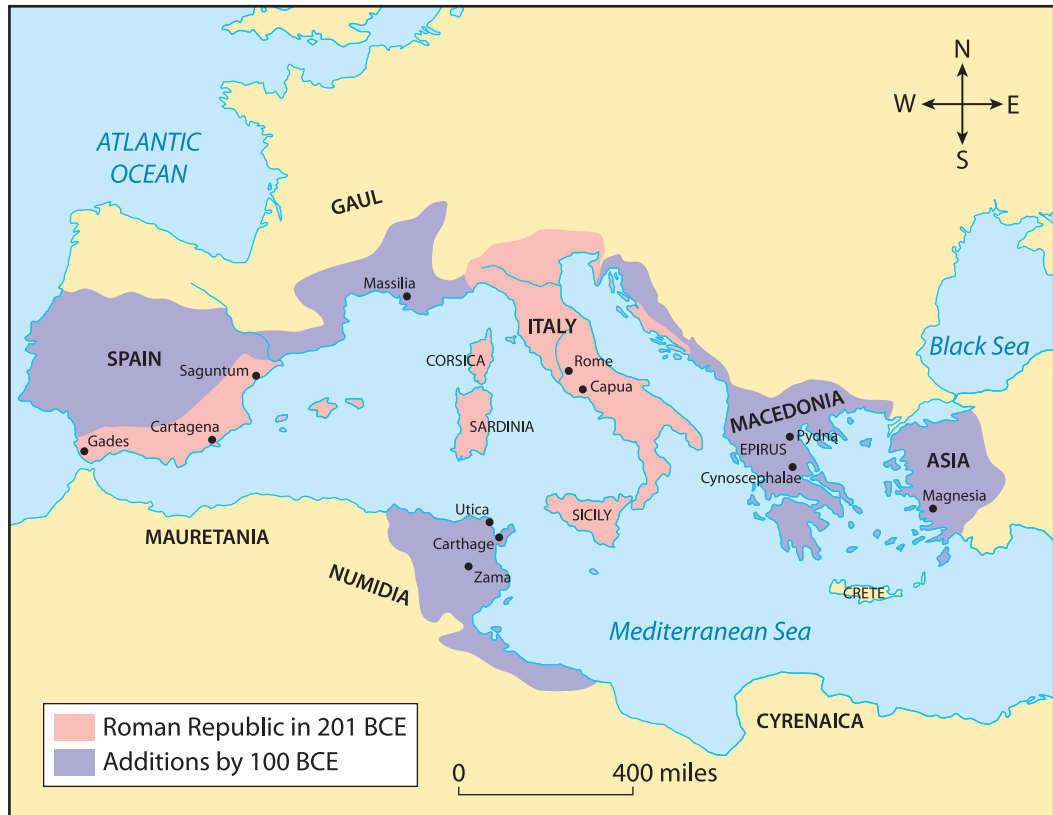 N
W E
S
ATLANTIC
OCEAN
GAUL
Massilia
ITALY
Black Sea
SPAIN
Saguntum
CORSICA
Rome
Capua
MACEDONIA
Cartagena
SARDINIA
Pydna
EPIRUS
Gades
Cynoscephalae
ASIA
Magnesia
Utica
SICILY
MAURETANIA
Carthage
Zama
NUMIDIA
CRETE
Mediterranean Sea
CYRENAICA
Roman Republic in 201 BCE
Additions by 100 BCE
0 400 miles